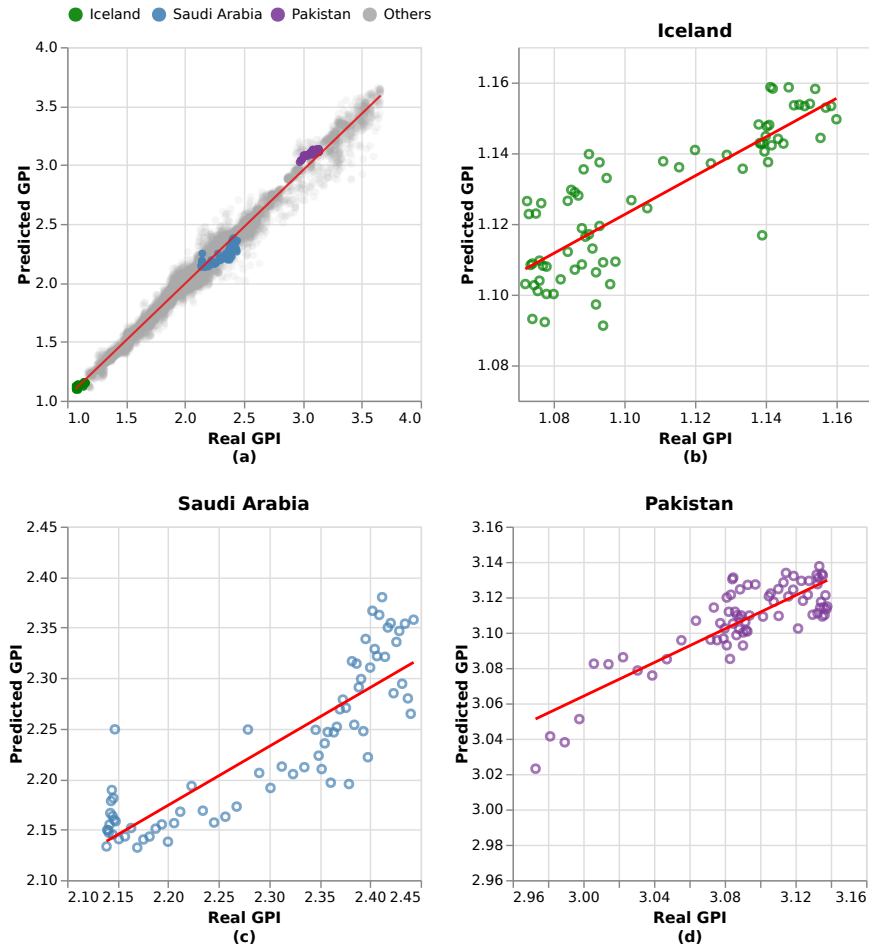 Iceland Saudi Arabia Pakistan Others
4.0
3.5
3.0
2.5
2.0
1.5
1.0
Predicted GPI
1.0 1.5 2.0 2.5 3.0 3.5 4.0
Real GPI
(a)
Iceland
1.16
1.14
1.12
1.10
1.08
Predicted GPI
1.08 1.10 1.12 1.14 1.16
Real GPI
(b)
Saudi Arabia
2.45
2.40
2.35
2.30
2.25
2.20
2.15
2.10
Predicted GPI
2.10 2.15 2.20 2.25 2.30 2.35 2.40 2.45
Real GPI
(c)
Pakistan
3.16
3.14
3.12
3.10
3.08
3.06
3.04
3.02
3.00
2.98
2.96
Predicted GPI
2.96 3.00 3.04 3.08 3.12 3.16
Real GPI
(d)